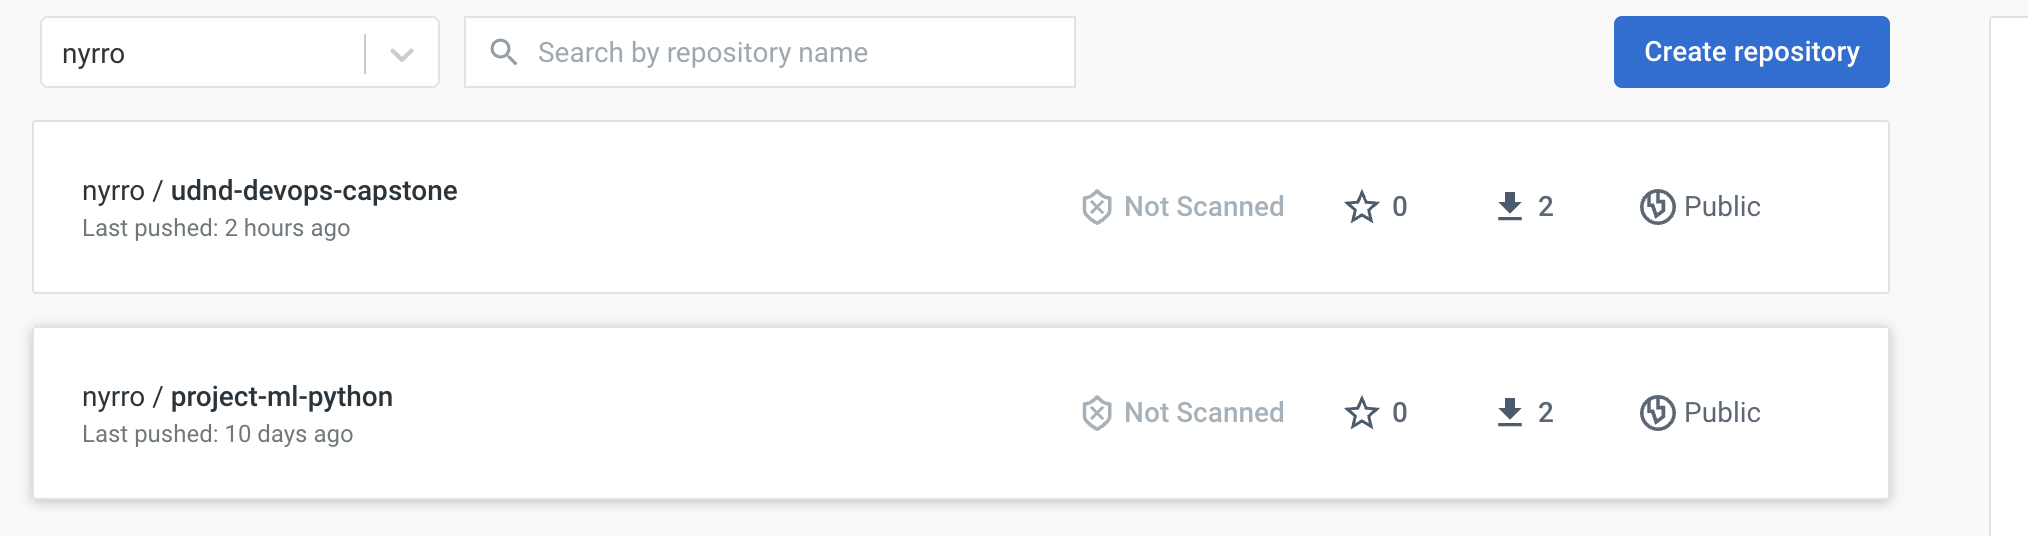 nyrro
Search by repository name
Create repository
nyrro / udnd-devops-capstone
Last pushed: 2 hours ago
Not Scanned
0
2
Public
nyrro / project-ml-python
Last pushed: 10 days ago
Not Scanned
0
2
Public